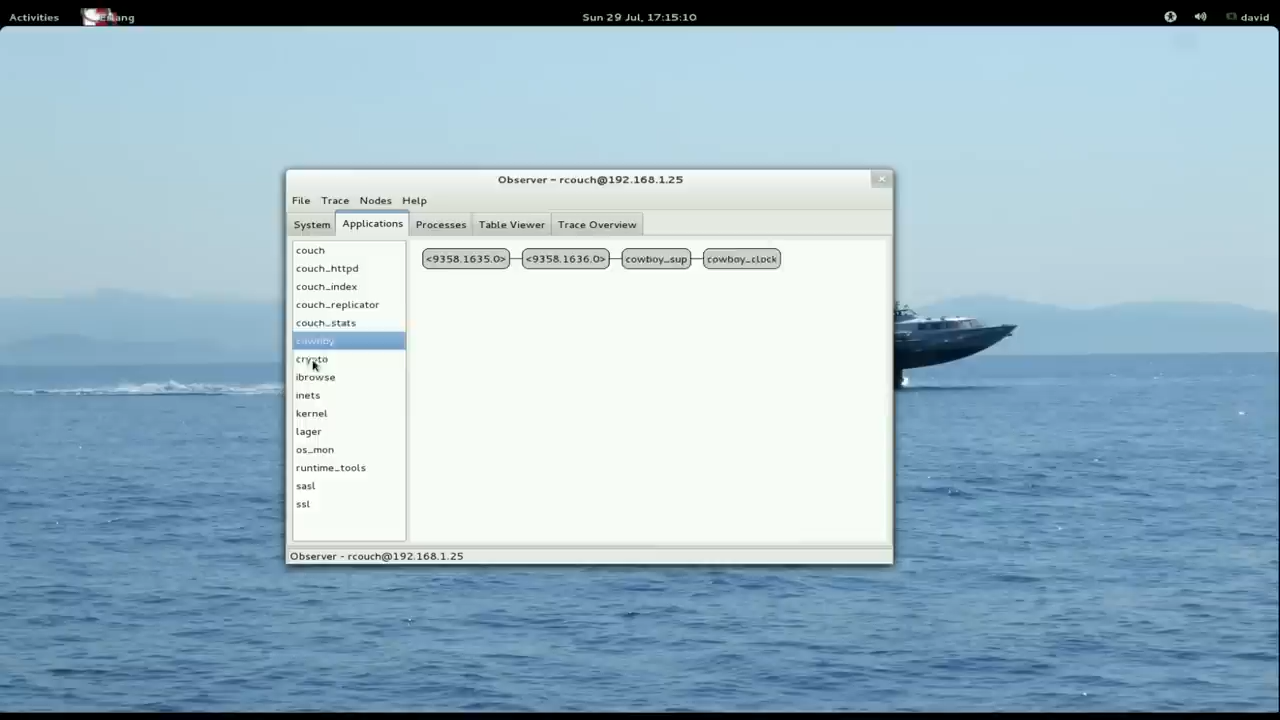 Activities
Erlang
Sun 29 Jul, 17:15:10
david
Observer - rcouch@192.168.1.25
File Trace Nodes Help
System Applications Processes Table Viewer Trace Overview
couch
couch_httpd
couch_index
couch_replicator
couch_stats
cowboy
crypto
ibrowse
inets
kernel
lager
os_mon
runtime_tools
sasl
ssl
<9358.1635.0> <9358.1636.0> cowboy_sup cowboy_clock
Observer - rcouch@192.168.1.25